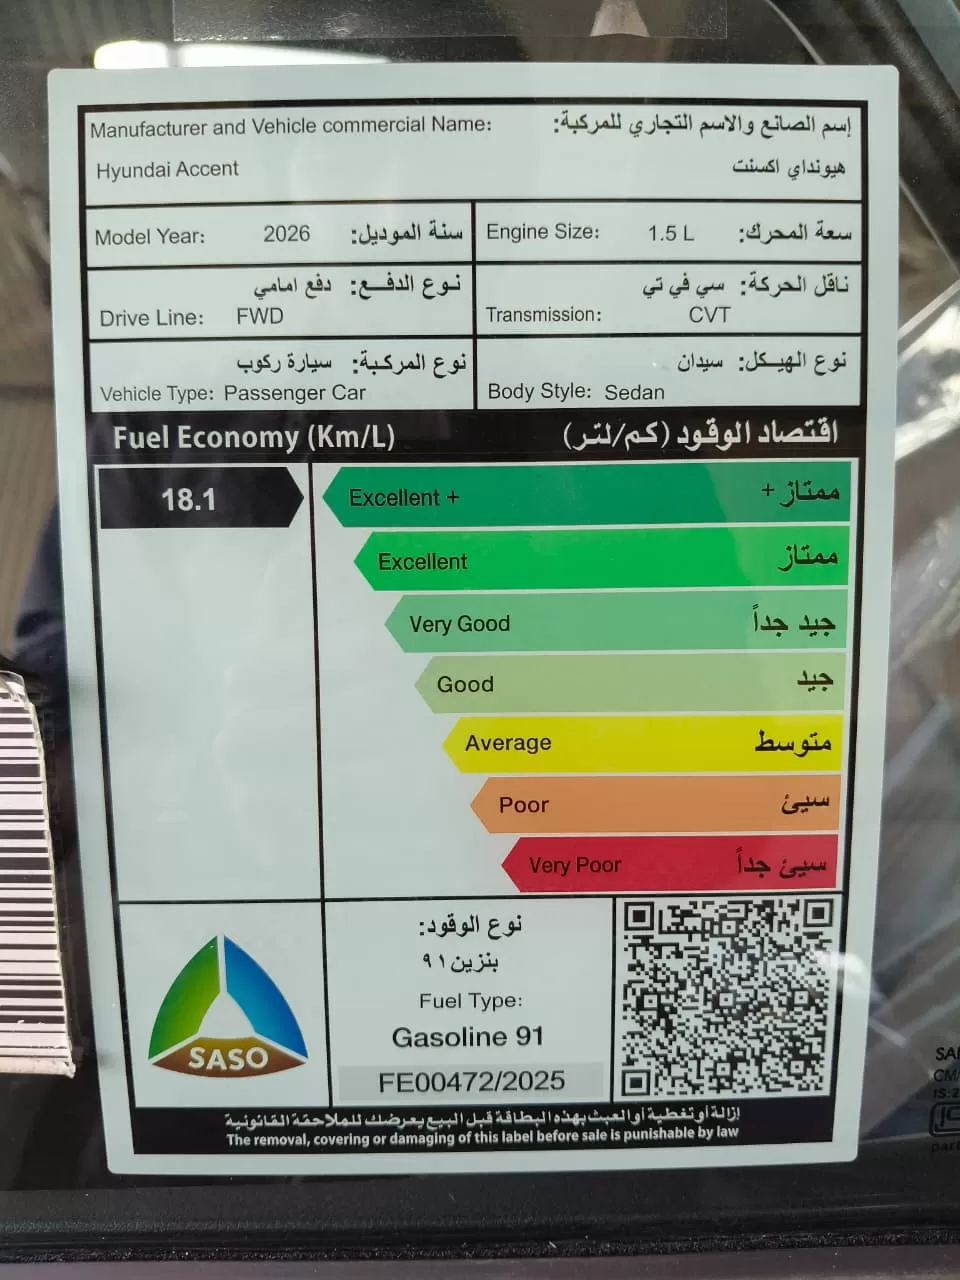 Manufacturer and Vehicle commercial Name: إسم الصانع والاسم التجاري للمركبة:
Hyundai Accent هيونداي اكسنت
Model Year: 2026 سنة الموديل: Engine Size: 1.5 L سعة المحرك:
نوع الدفع: دفع امامي ناقل الحركة: سي في تي
Drive Line: FWD Transmission: CVT
نوع المركبة: سيارة ركوب نوع الهيكل: سيدان
Vehicle Type: Passenger Car Body Style: Sedan
Fuel Economy (Km/L) اقتصاد الوقود (كم/لتر)
18.1 Excellent + ممتاز +
Excellent ممتاز
Very Good جيد جداً
Good جيد
Average متوسط
Poor سيئ
Very Poor سيئ جداً
نوع الوقود:
بنزين ٩١
Fuel Type:
Gasoline 91
SASO
FE00472/2025
إزالة أو تغطية أو العبث بهذه البطاقة قبل البيع يعرضك للملاحقة القانونية
The removal, covering or damaging of this label before sale is punishable by law